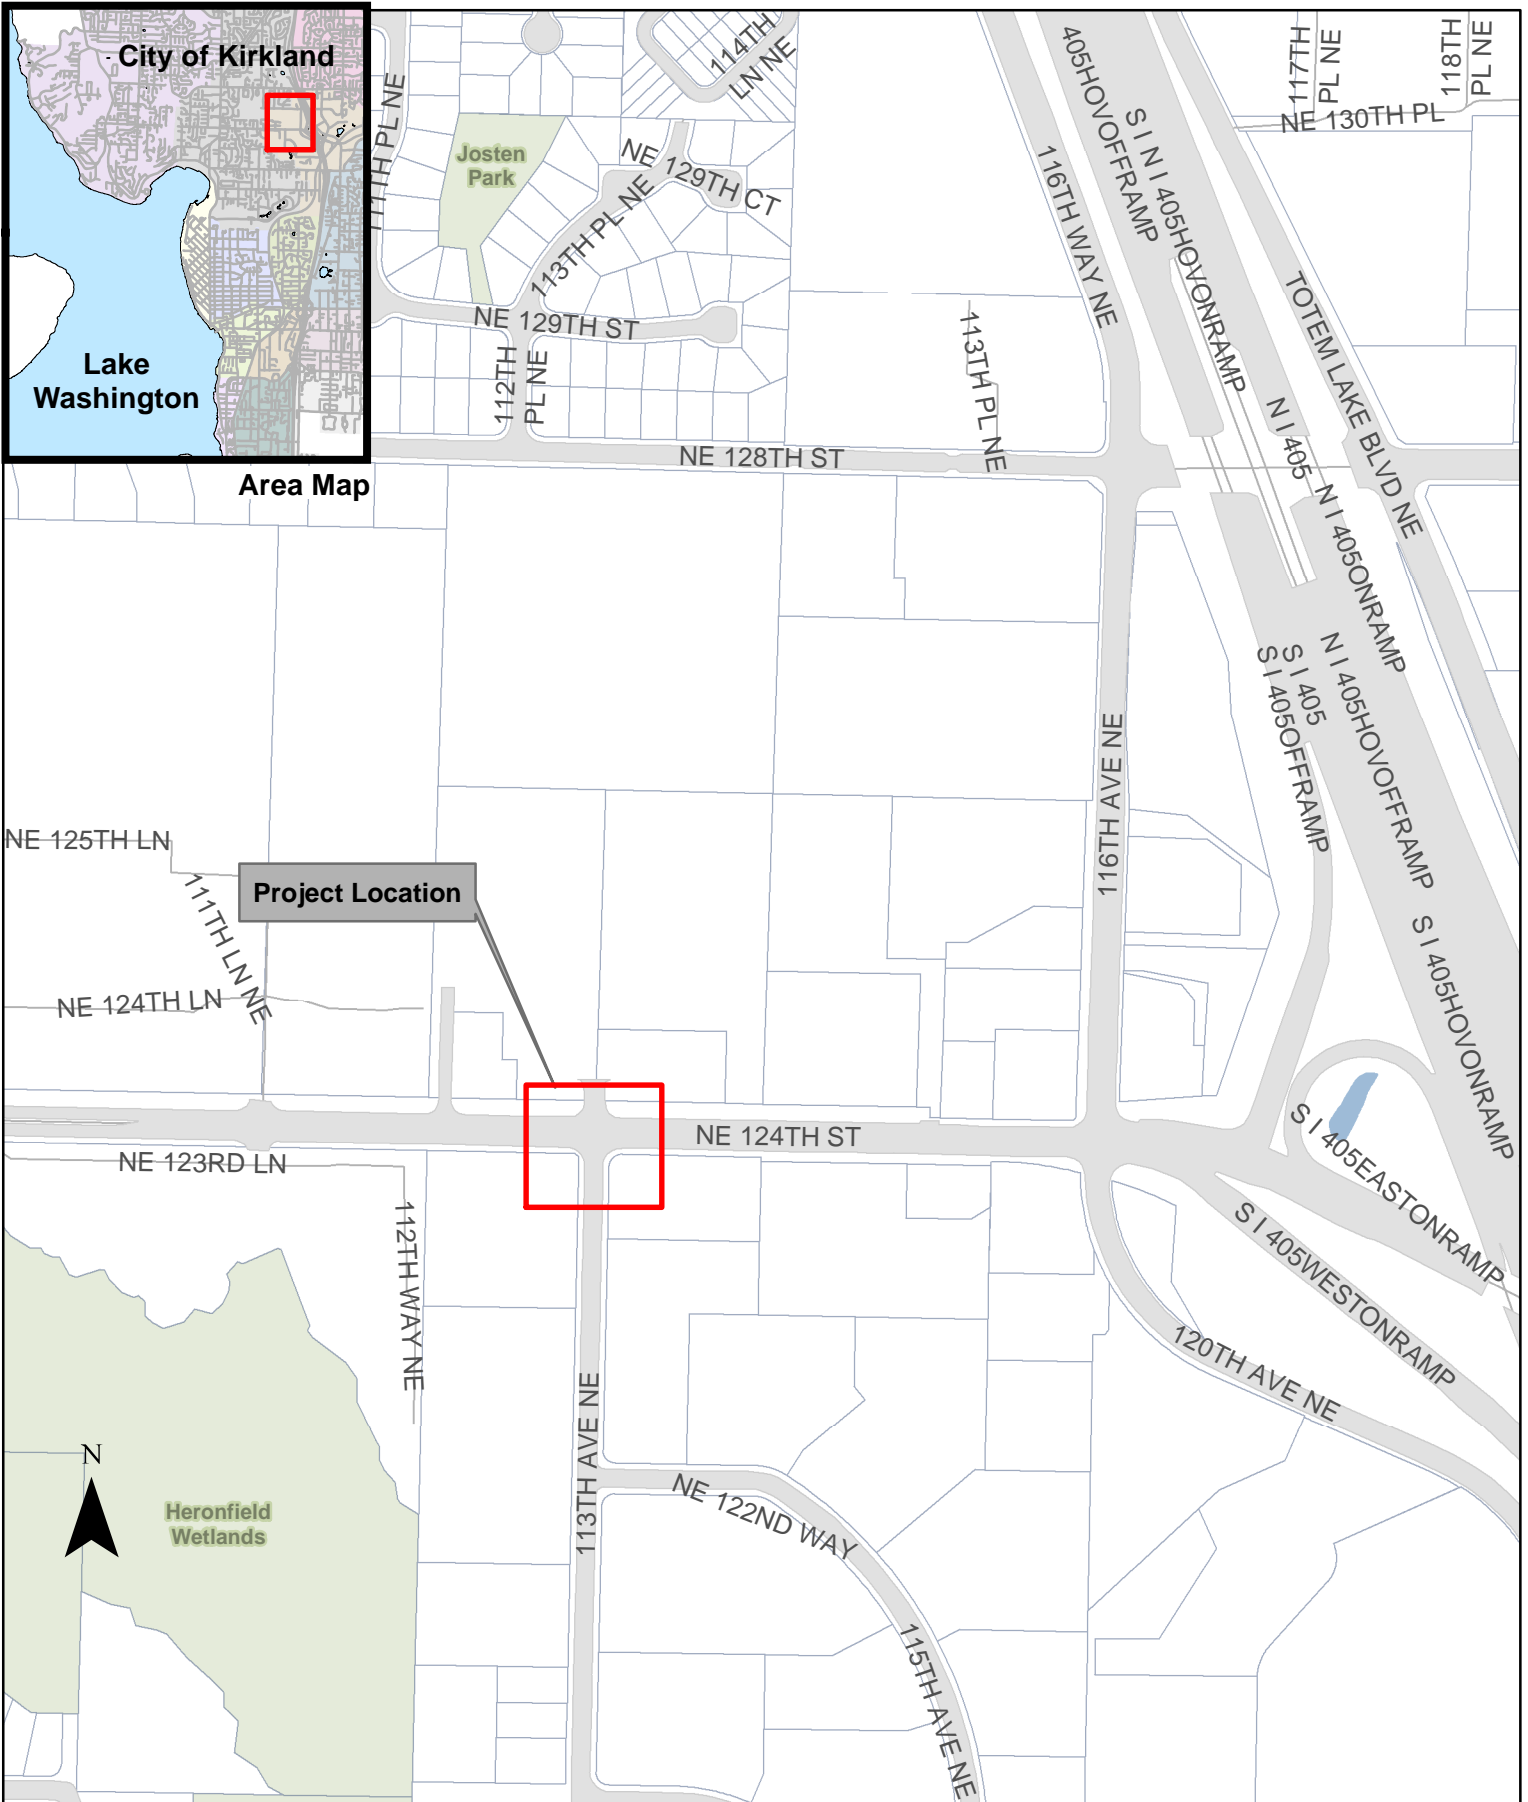 City of Kirkland
Lake
Washington
Area Map
111TH PL NE
114TH
LN NE
Josten
Park
NE 129TH CT
113TH PL NE
NE 129TH ST
112TH
PL NE
NE 128TH ST
113TH PL NE
116TH WAY NE
405HOVOFFRAMP
S I N I 405HOVONRAMP
117TH
PL NE
118TH
PL NE
NE 130TH PL
TOTEM LAKE BLVD NE
N I 405
N I 405ONRAMP
S I 405
S I 405OFFRAMP
N I 405HOVOFFRAMP
S I 405HOVONRAMP
116TH AVE NE
NE 125TH LN
Project Location
111TH LN NE
NE 124TH LN
NE 124TH ST
NE 123RD LN
112TH WAY NE
S I 405EASTONRAMP
S I 405WESTONRAMP
120TH AVE NE
113TH AVE NE
NE 122ND WAY
115TH AVE NE
N
Heronfield
Wetlands